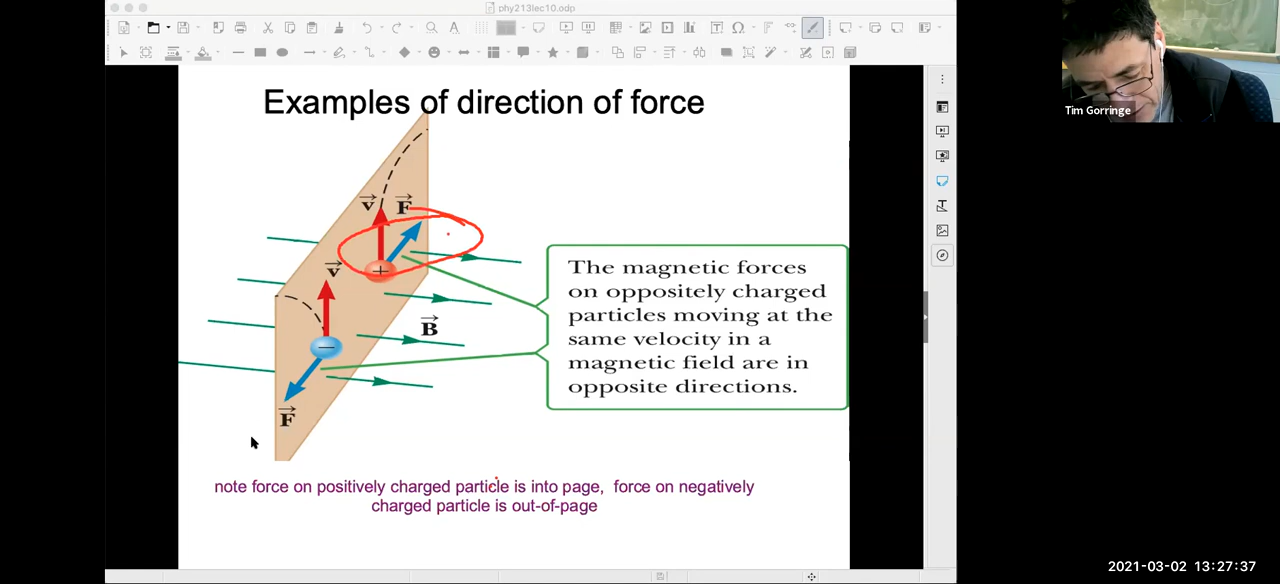 phy213lec10.odp
Examples of direction of force
v
F
v
B
F
The magnetic forces
on oppositely charged
particles moving at the
same velocity in a
magnetic field are in
opposite directions.
note force on positively charged particle is into page, force on negatively
charged particle is out-of-page
Tim Gorringe
2021-03-02 13:27:37